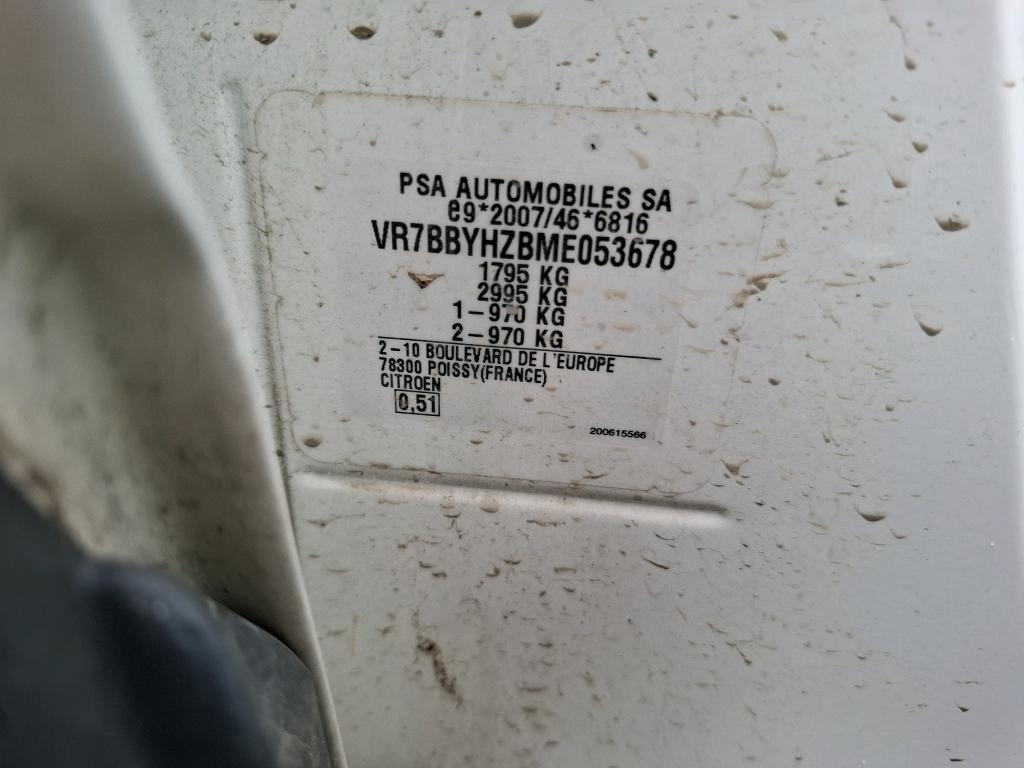 PSA AUTOMOBILES SA
e9*2007/46*6816
VR7BBYHZBME053678
1795 KG
2995 KG
1-970 KG
2-970 KG
2-10 BOULEVARD DE L'EUROPE
78300 POISSY(FRANCE)
CITROEN
0,51
200615566